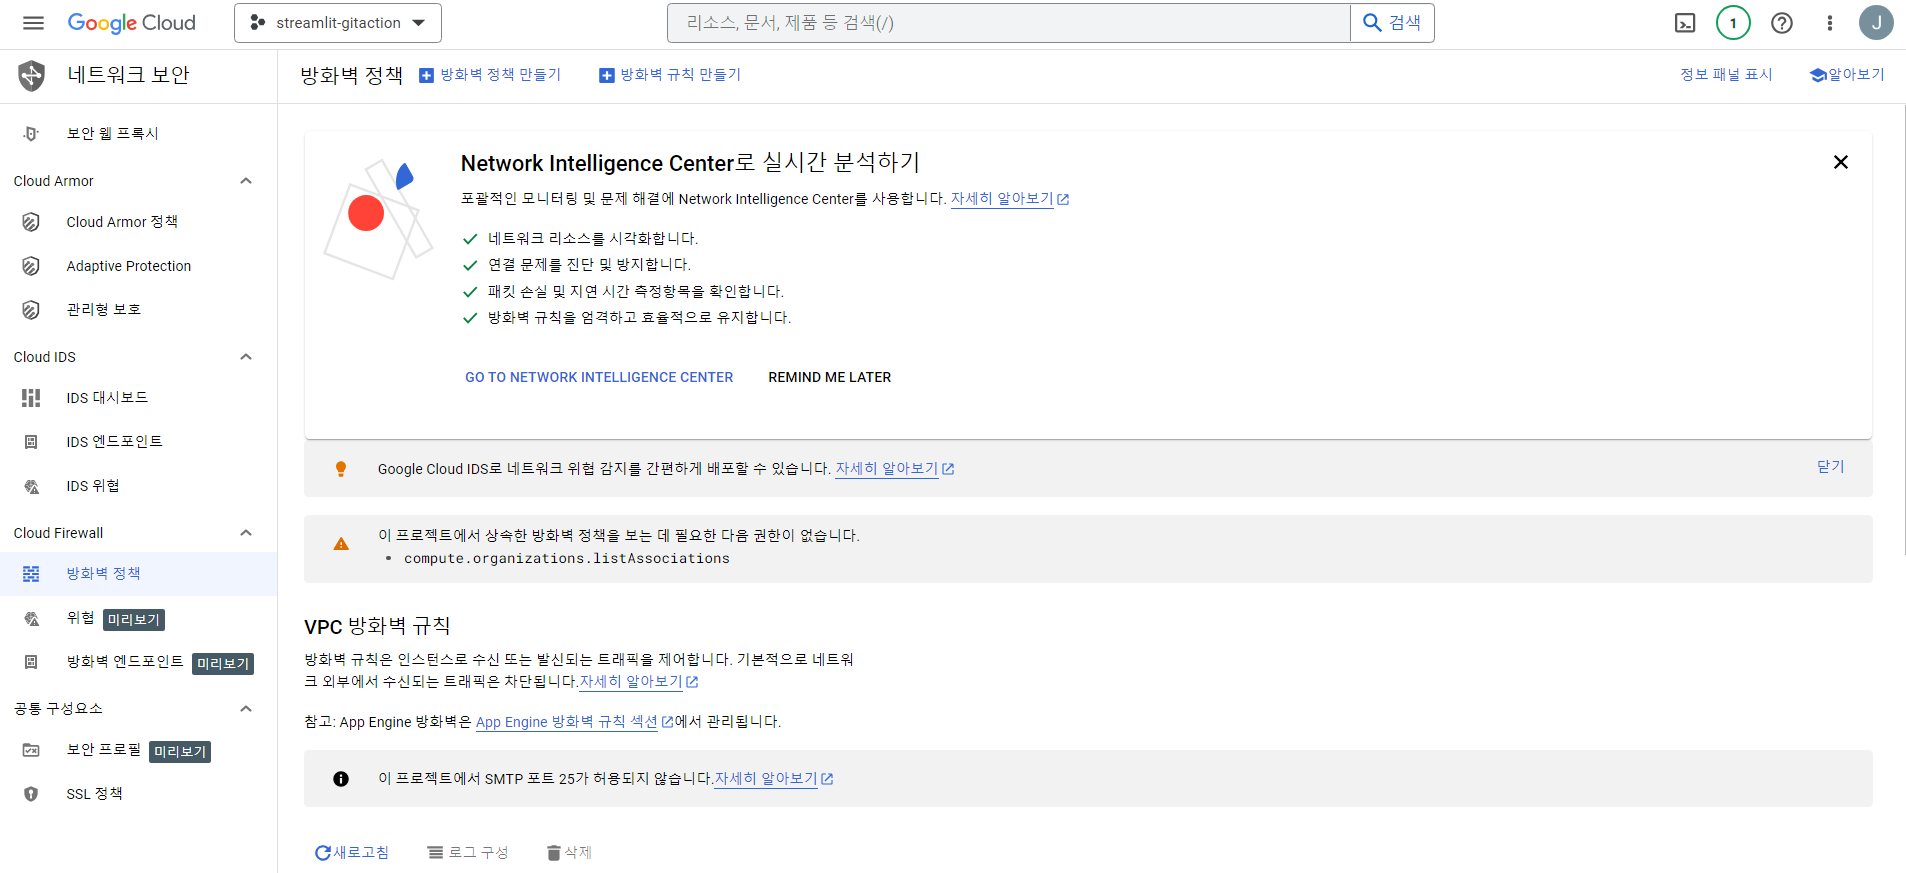 Google Cloud
streamlit-gitaction
리소스, 문서, 제품 등 검색(/)
검색
1
J
네트워크 보안
방화벽 정책
방화벽 정책 만들기
방화벽 규칙 만들기
정보 패널 표시
알아보기
보안 웹 프록시
Cloud Armor
Cloud Armor 정책
Adaptive Protection
관리형 보호
Cloud IDS
IDS 대시보드
IDS 엔드포인트
IDS 위협
Cloud Firewall
방화벽 정책
위협 미리보기
방화벽 엔드포인트 미리보기
공통 구성요소
보안 프로필 미리보기
SSL 정책
Network Intelligence Center로 실시간 분석하기
포괄적인 모니터링 및 문제 해결에 Network Intelligence Center를 사용합니다. 자세히 알아보기
네트워크 리소스를 시각화합니다.
연결 문제를 진단 및 방지합니다.
패킷 손실 및 지연 시간 측정항목을 확인합니다.
방화벽 규칙을 엄격하고 효율적으로 유지합니다.
GO TO NETWORK INTELLIGENCE CENTER
REMIND ME LATER
Google Cloud IDS로 네트워크 위협 감지를 간편하게 배포할 수 있습니다. 자세히 알아보기
닫기
이 프로젝트에서 상속한 방화벽 정책을 보는 데 필요한 다음 권한이 없습니다.
• compute.organizations.listAssociations
VPC 방화벽 규칙
방화벽 규칙은 인스턴스로 수신 또는 발신되는 트래픽을 제어합니다. 기본적으로 네트워
크 외부에서 수신되는 트래픽은 차단됩니다.자세히 알아보기
참고: App Engine 방화벽은 App Engine 방화벽 규칙 섹션에서 관리됩니다.
이 프로젝트에서 SMTP 포트 25가 허용되지 않습니다.자세히 알아보기
새로고침
로그 구성
삭제